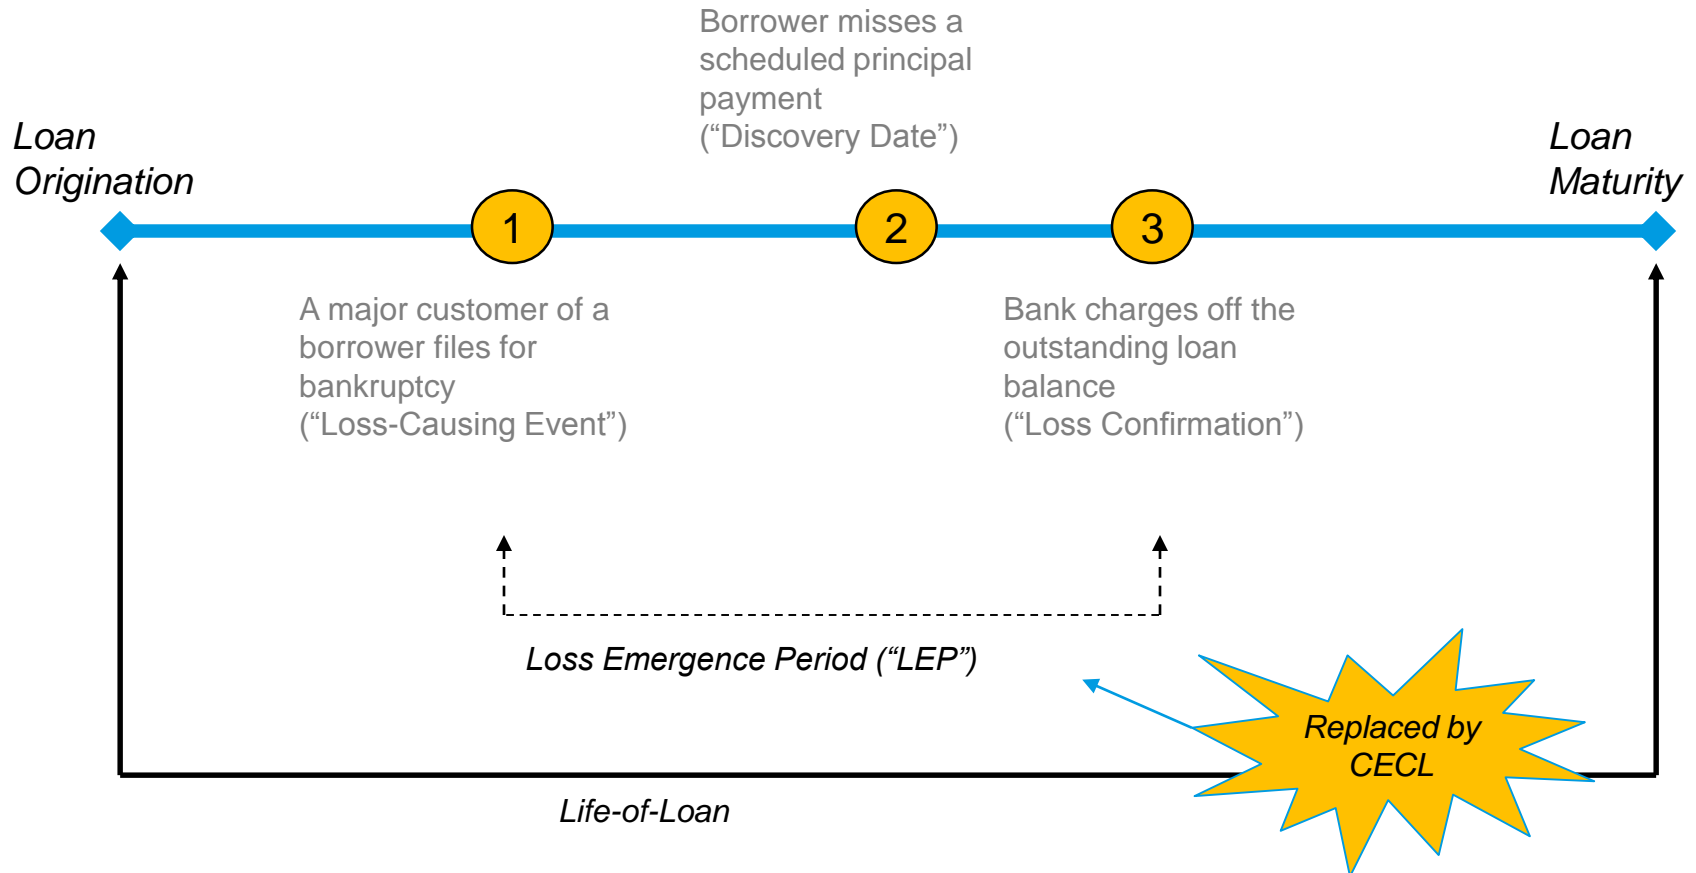 Borrower misses a
scheduled principal
payment
(“Discovery Date”)
Loan
Origination
Loan
Maturity
1
2
3
A major customer of a
borrower files for
bankruptcy
(“Loss-Causing Event”)
Bank charges off the
outstanding loan
balance
(“Loss Confirmation”)
Loss Emergence Period (“LEP”)
Replaced by
CECL
Life-of-Loan